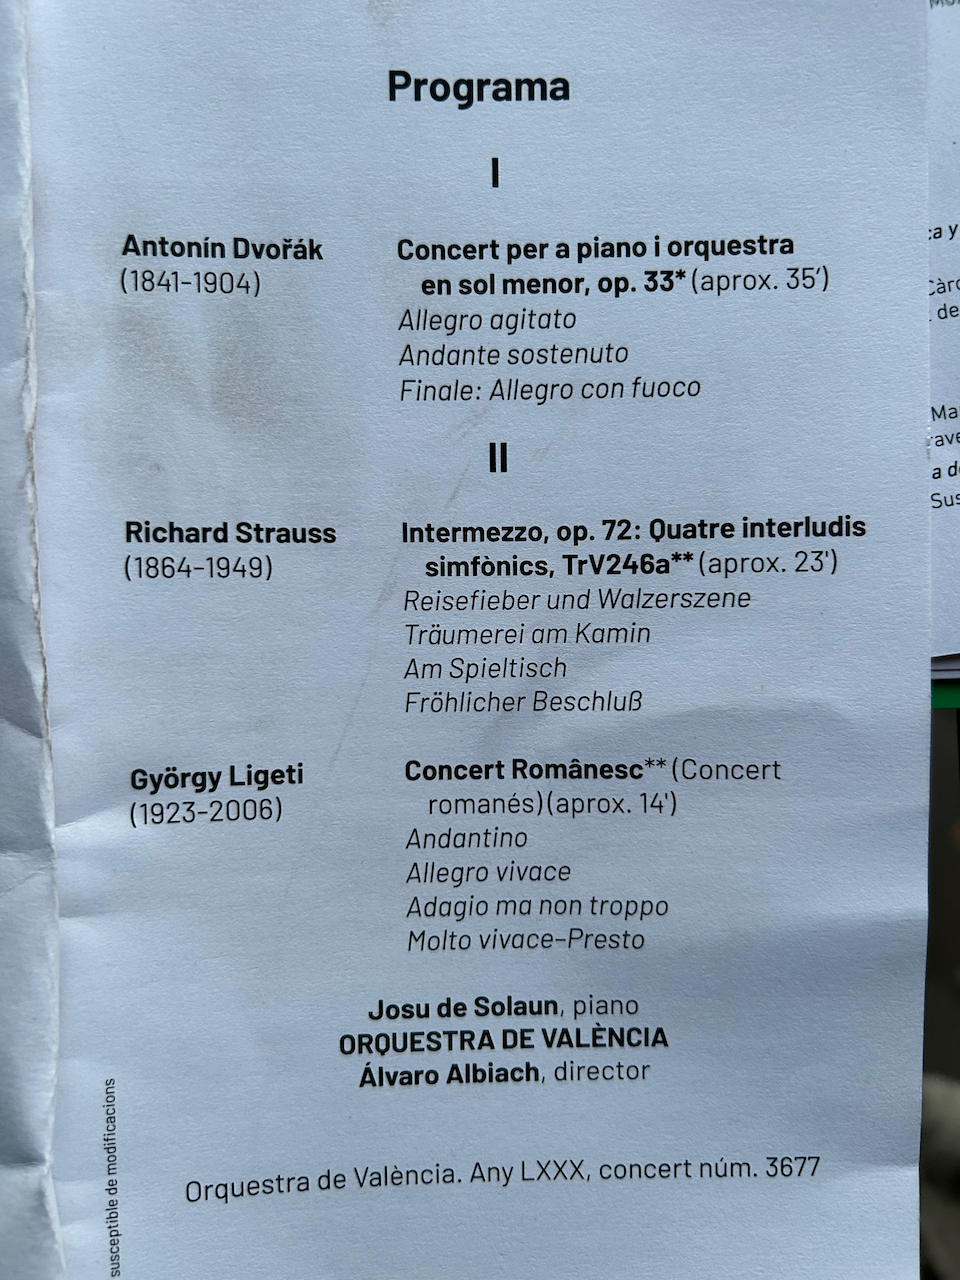 Programa
I
Antonín Dvořák
(1841-1904)
Concert per a piano i orquestra
en sol menor, op. 33* (aprox. 35’)
Allegro agitato
Andante sostenuto
Finale: Allegro con fuoco
II
Richard Strauss
(1864-1949)
Intermezzo, op. 72: Quatre interludis
simfònics, TrV246a** (aprox. 23')
Reisefieber und Walzerszene
Träumerei am Kamin
Am Spieltisch
Fröhlicher Beschluß
György Ligeti
(1923-2006)
Concert Românesc** (Concert
romanés)(aprox. 14')
Andantino
Allegro vivace
Adagio ma non troppo
Molto vivace-Presto
Josu de Solaun, piano
ORQUESTRA DE VALÈNCIA
Álvaro Albiach, director
Orquestra de València. Any LXXX, concert núm. 3677
susceptible de modificacions
a y
de
a